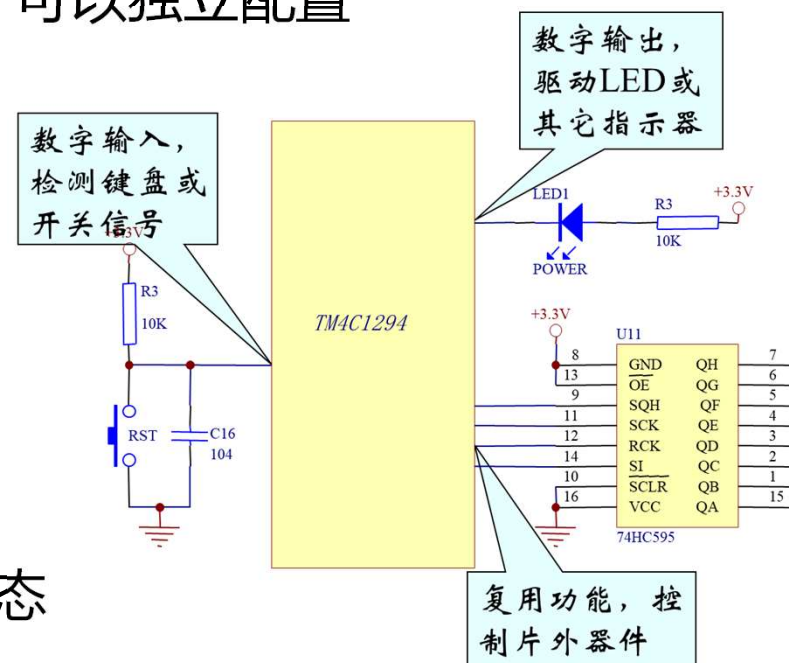 可以独立配置
数字输出，
驱动LED或
其它指示器
数字输入，
检测键盘或
开关信号
+3.3V
R3
10K
RST
C16
104
TM4C1294
LED1
POWER
R3
10K
+3.3V
+3.3V
U11
8 GND QH 7
13 OE QG 6
9 SQH QF 5
11 SCK QE 4
12 RCK QD 3
14 SI QC 2
10 SCLR QB 1
16 VCC QA 15
74HC595
复用功能，控
制片外器件
态